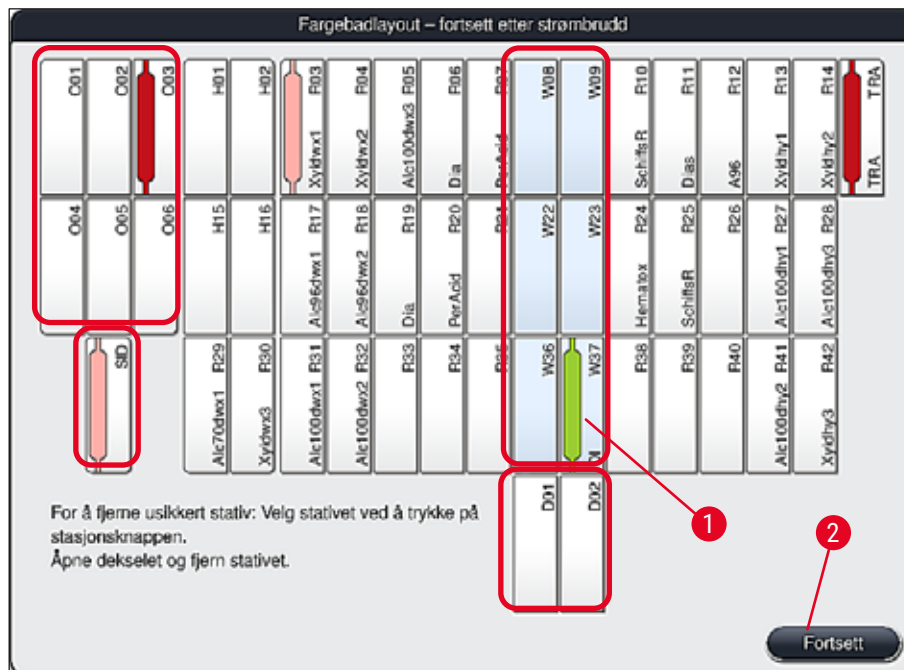 Fargebadlayout – fortsett etter strømbrudd
O01
O02
O03
H01
H02
Xyldwx1 R03
Xyldwx2 R04
Alc100dwx3 R05
Dia R06
PerAcid R07
W08
W09
SchiffsR R10
Dias R11
A96 R12
Xyldhy1 R13
Xyldhy2 R14
TRA TRA
O04
O05
O06
H15
H16
Alc96dwx1 R17
Alc96dwx2 R18
Dia R19
PerAcid R20
R21
W22
W23
Hematox R24
SchiffsR R25
R26
Alc100dhy1 R27
Alc100dhy3 R28
SID
Alc70dwx1 R29
Xyldwx3 R30
Alc100dwx1 R31
Alc100dwx2 R32
R33
R34
R35
W36
DI W37
R38
R39
R40
Alc100dhy2 R41
Xyldhy3 R42
D01
D02
For å fjerne usikkert stativ: Velg stativet ved å trykke på
stasjonsknappen.
Åpne dekselet og fjern stativet.
1
2
Fortsett